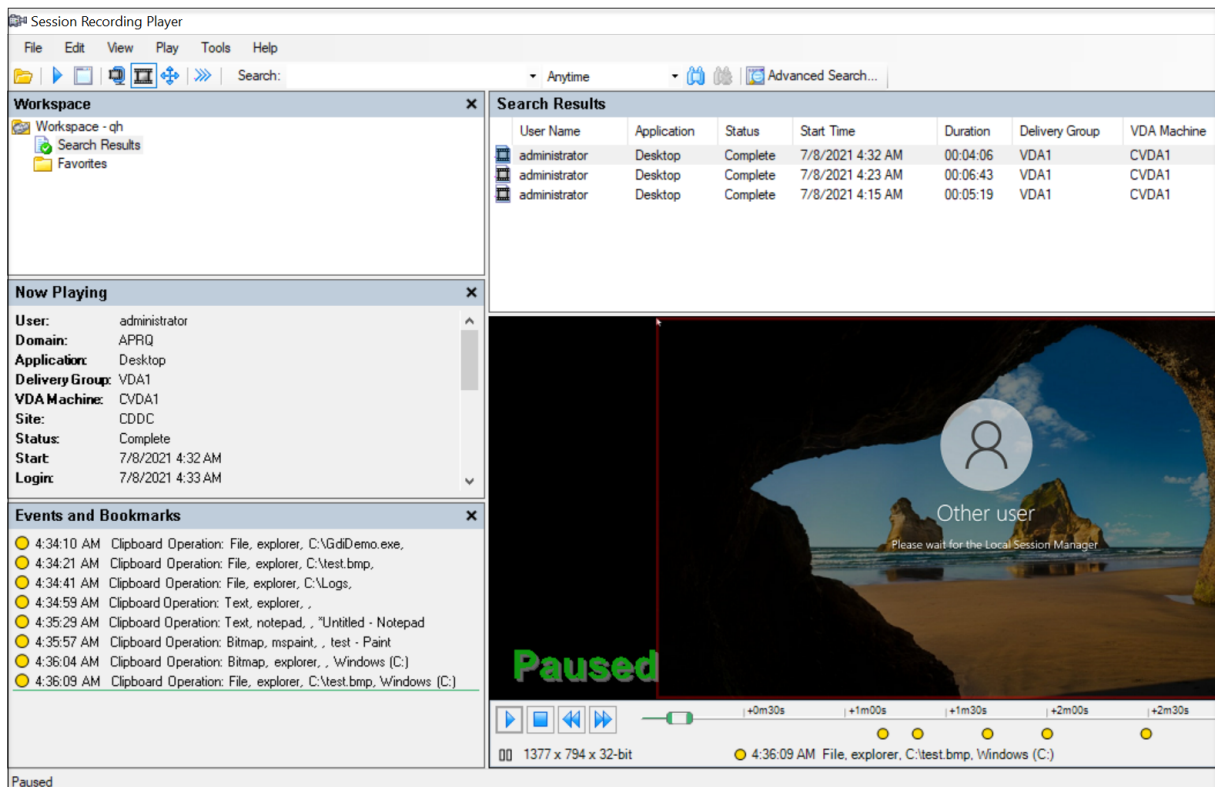 Session Recording Player
File Edit View Play Tools Help
Search: Anytime Advanced Search...
Workspace
Workspace - qh
Search Results
Favorites
Search Results
User Name Application Status Start Time Duration Delivery Group VDA Machine
administrator Desktop Complete 7/8/2021 4:32 AM 00:04:06 VDA1 CVDA1
administrator Desktop Complete 7/8/2021 4:23 AM 00:06:43 VDA1 CVDA1
administrator Desktop Complete 7/8/2021 4:15 AM 00:05:19 VDA1 CVDA1
Now Playing
User: administrator
Domain: APRQ
Application: Desktop
Delivery Group: VDA1
VDA Machine: CVDA1
Site: CDDC
Status: Complete
Start: 7/8/2021 4:32 AM
Login: 7/8/2021 4:33 AM
Events and Bookmarks
4:34:10 AM Clipboard Operation: File, explorer, C:\GdiDemo.exe,
4:34:21 AM Clipboard Operation: File, explorer, C:\test.bmp,
4:34:41 AM Clipboard Operation: File, explorer, C:\Logs,
4:34:59 AM Clipboard Operation: Text, explorer, ,
4:35:29 AM Clipboard Operation: Text, notepad, , *Untitled - Notepad
4:35:57 AM Clipboard Operation: Bitmap, mspaint, , test - Paint
4:36:04 AM Clipboard Operation: Bitmap, explorer, , Windows (C:)
4:36:09 AM Clipboard Operation: File, explorer, C:\test.bmp, Windows (C:)
Other user
Please wait for the Local Session Manager
Paused
+0m30s +1m00s +1m30s +2m00s +2m30s
1377 x 794 x 32-bit
4:36:09 AM File, explorer, C:\test.bmp, Windows (C:)
Paused